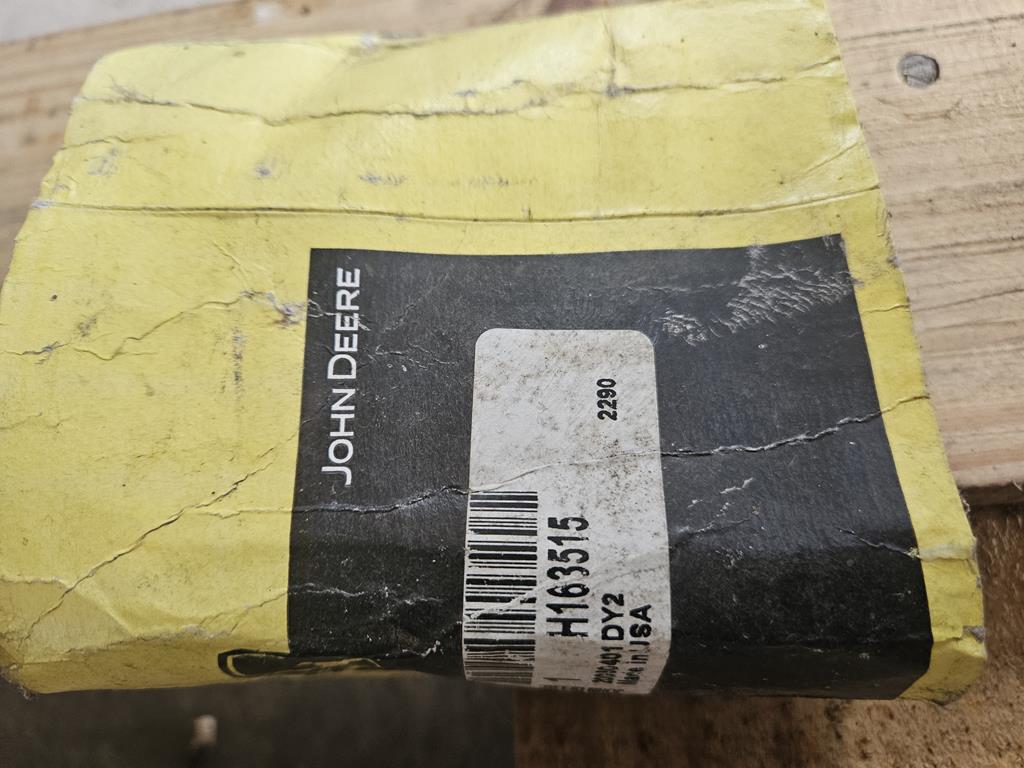 JOHN DEERE
2290
H163515
DY2
Made in USA